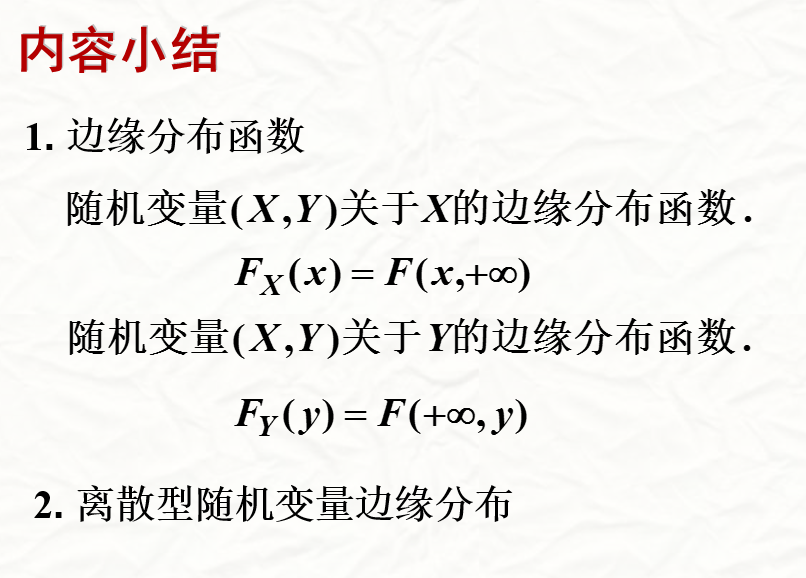 内容小结
1. 边缘分布函数
随机变量(X,Y)关于X的边缘分布函数.
F_X(x) = F(x,+∞)
随机变量(X,Y)关于Y的边缘分布函数.
F_Y(y) = F(+∞, y)
2. 离散型随机变量边缘分布